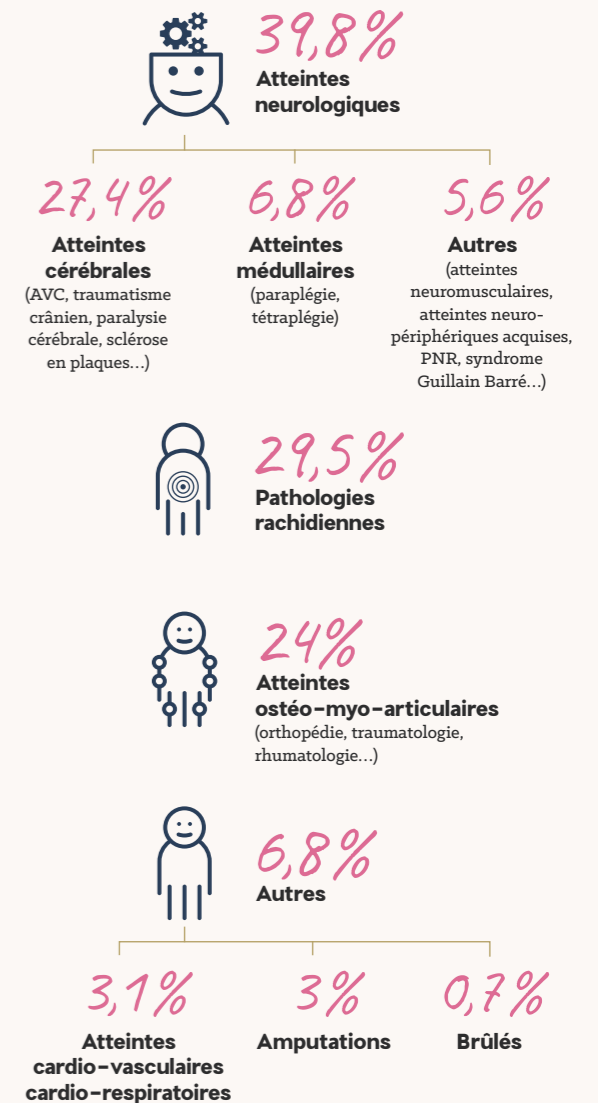 39,8%
Atteintes
neurologiques
27,4%
Atteintes
cérébrales
(AVC, traumatisme
crânien, paralysie
cérébrale, sclérose
en plaques…)
6,8%
Atteintes
médullaires
(paraplégie,
tétraplégie)
5,6%
Autres
(atteintes
neuromusculaires,
atteintes neuro-
périphériques acquises,
PNR, syndrome
Guillain Barré…)
29,5%
Pathologies
rachidiennes
24%
Atteintes
ostéo-myo-articulaires
(orthopédie, traumatologie,
rhumatologie…)
6,8%
Autres
3,1%
Atteintes
cardio-vasculaires
cardio-respiratoires
3%
Amputations
0,7%
Brûlés